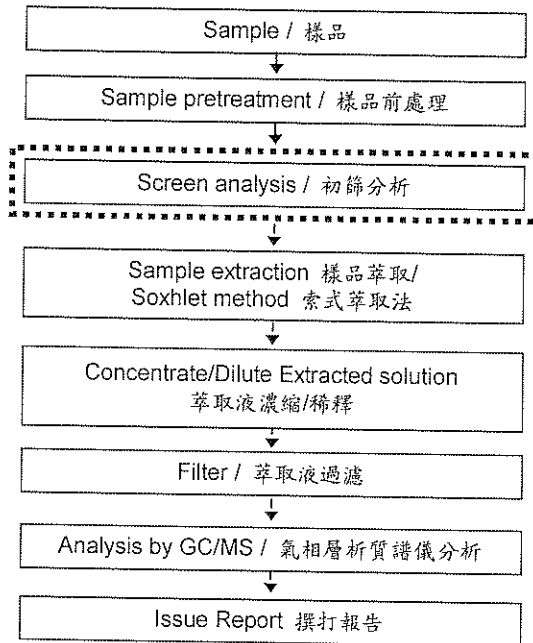 Sample / 樣品
Sample pretreatment / 樣品前處理
Screen analysis / 初篩分析
Sample extraction 樣品萃取/
Soxhlet method 索式萃取法
Concentrate/Dilute Extracted solution
萃取液濃縮/稀釋
Filter / 萃取液過濾
Analysis by GC/MS / 氣相層析質譜儀分析
Issue Report 撰打報告